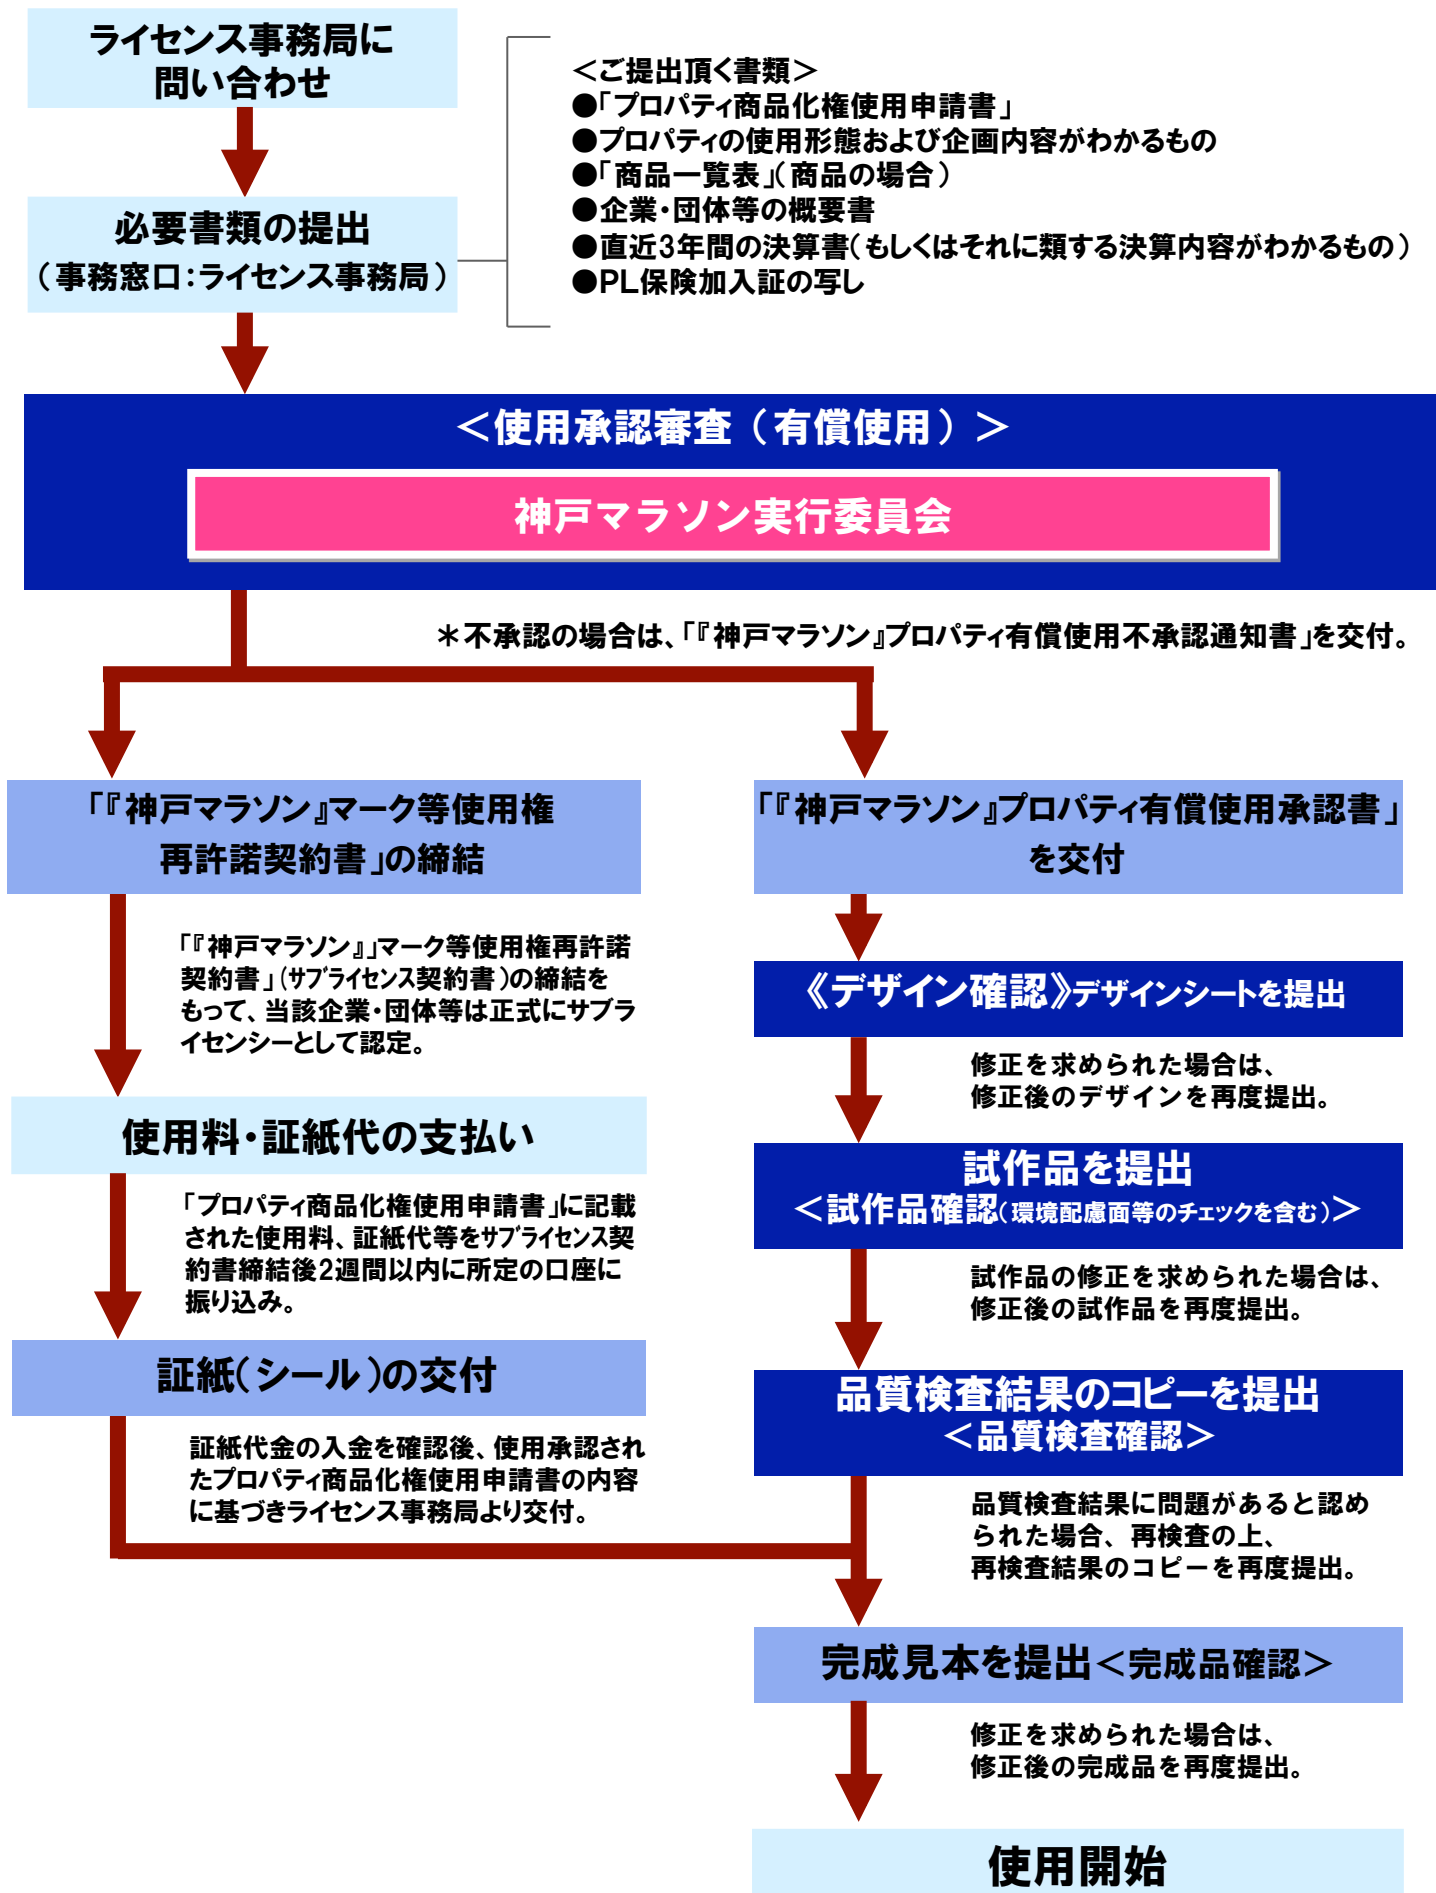 ライセンス事務局に
問い合わせ
＜ご提出頂く書類＞
●「プロパティ商品化権使用申請書」
●プロパティの使用形態および企画内容がわかるもの
●「商品一覧表」（商品の場合）
●企業・団体等の概要書
●直近3年間の決算書（もしくはそれに類する決算内容がわかるもの）
●PL保険加入証の写し
必要書類の提出
（事務窓口：ライセンス事務局）
＜使用承認審査（有償使用）＞
神戸マラソン実行委員会
＊不承認の場合は、「『神戸マラソン』プロパティ有償使用不承認通知書」を交付。
「『神戸マラソン』マーク等使用権
再許諾契約書」の締結
「『神戸マラソン』」マーク等使用権再許諾
契約書」（サブライセンス契約書）の締結を
もって、当該企業・団体等は正式にサブラ
イセンシーとして認定。
使用料・証紙代の支払い
「プロパティ商品化権使用申請書」に記載
された使用料、証紙代等をサブライセンス契
約書締結後2週間以内に所定の口座に
振り込み。
証紙（シール）の交付
証紙代金の入金を確認後、使用承認され
たプロパティ商品化権使用申請書の内容
に基づきライセンス事務局より交付。
「『神戸マラソン』プロパティ有償使用承認書」
を交付
《デザイン確認》デザインシートを提出
修正を求められた場合は、
修正後のデザインを再度提出。
試作品を提出
＜試作品確認（環境配慮面等のチェックを含む）＞
試作品の修正を求められた場合は、
修正後の試作品を再度提出。
品質検査結果のコピーを提出
＜品質検査確認＞
品質検査結果に問題があると認め
られた場合、再検査の上、
再検査結果のコピーを再度提出。
完成見本を提出＜完成品確認＞
修正を求められた場合は、
修正後の完成品を再度提出。
使用開始